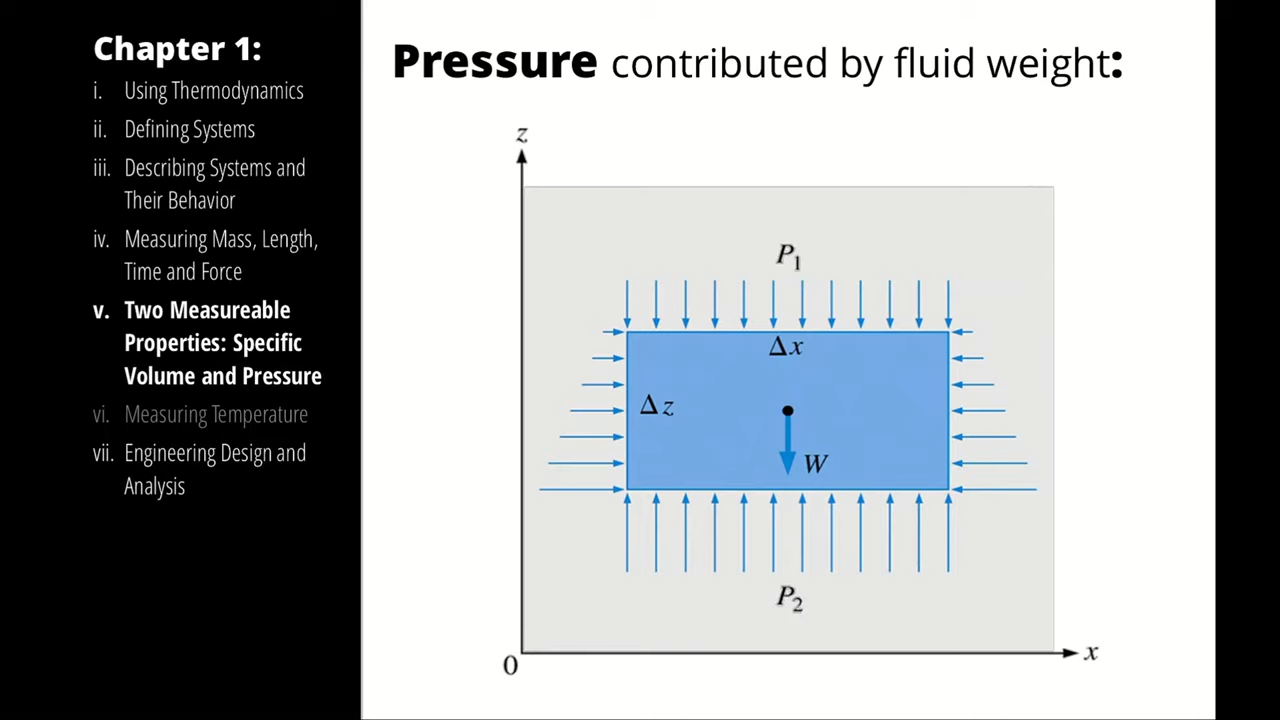 Chapter 1:
i. Using Thermodynamics
ii. Defining Systems
iii. Describing Systems and
Their Behavior
iv. Measuring Mass, Length,
Time and Force
v. Two Measureable
Properties: Specific
Volume and Pressure
vi. Measuring Temperature
vii. Engineering Design and
Analysis
Pressure contributed by fluid weight:
z
P₁
Δx
Δz
W
P₂
0
x